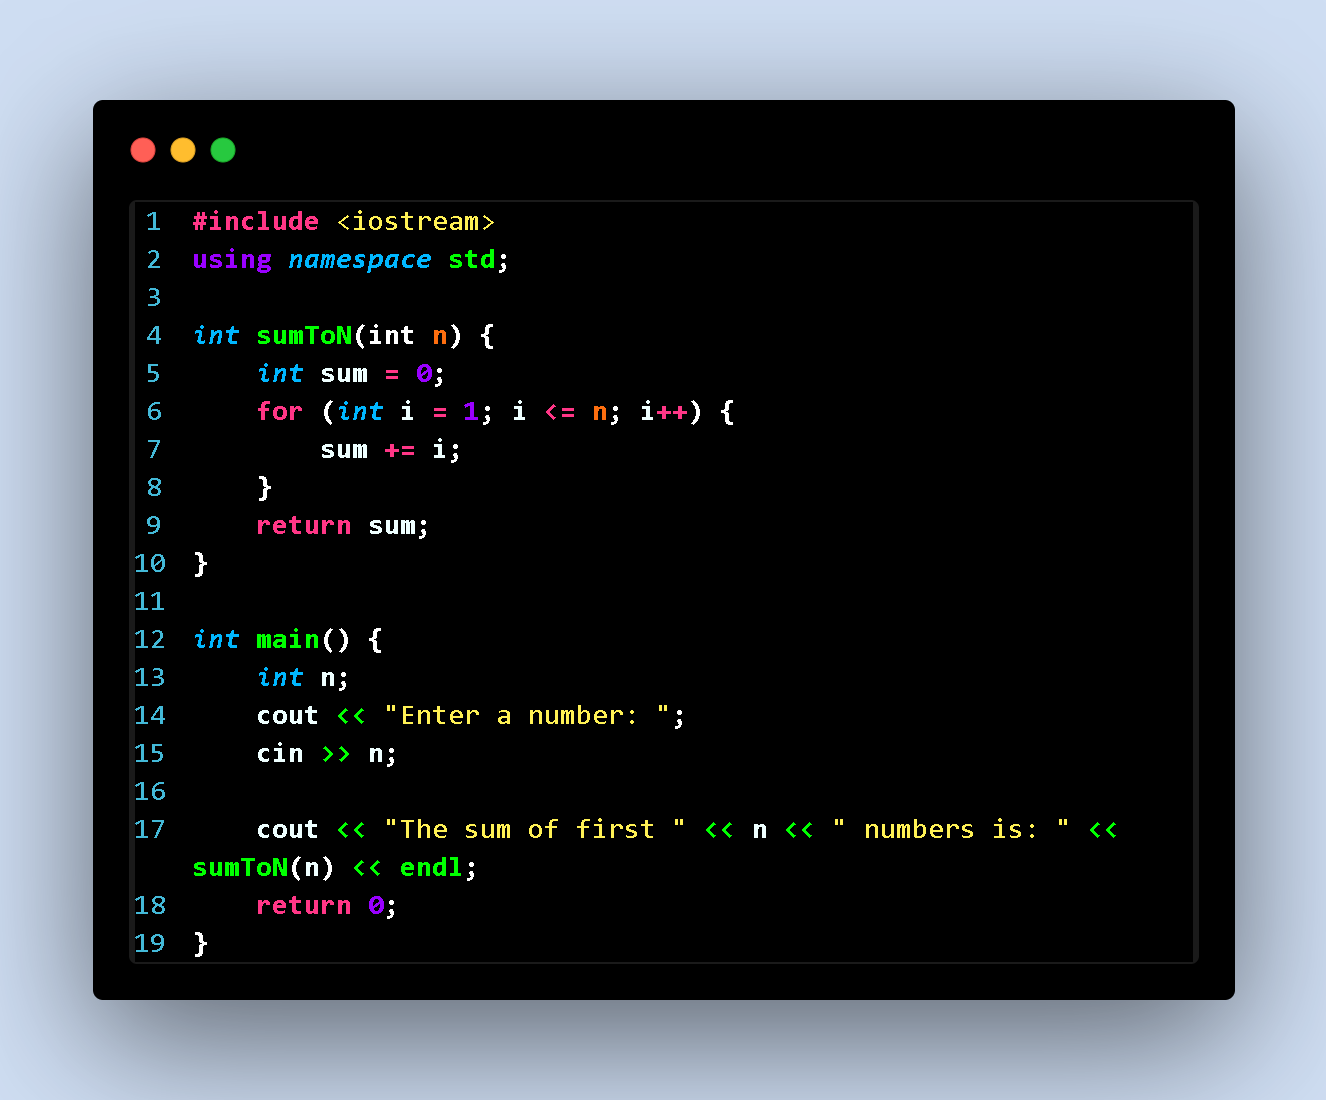 1 #include <iostream>
2 using namespace std;
3
4 int sumToN(int n) {
5     int sum = 0;
6     for (int i = 1; i <= n; i++) {
7         sum += i;
8     }
9     return sum;
10 }
11
12 int main() {
13     int n;
14     cout << "Enter a number: ";
15     cin >> n;
16
17     cout << "The sum of first " << n << " numbers is: " <<
sumToN(n) << endl;
18     return 0;
19 }